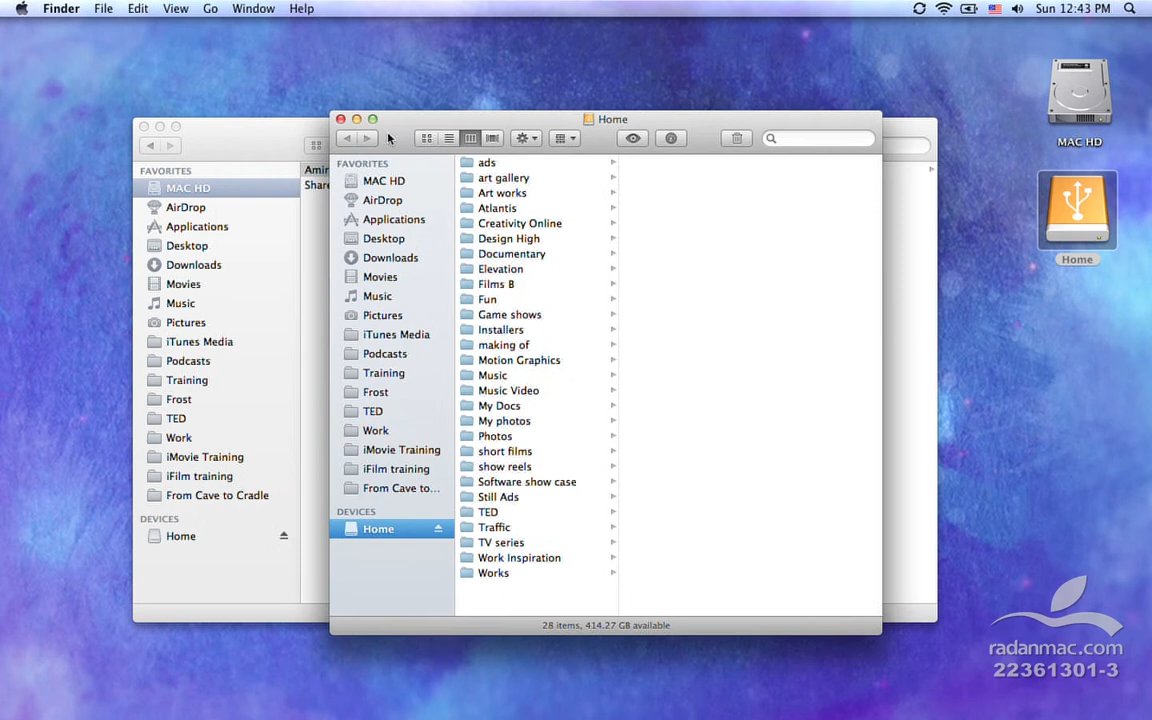 Finder File Edit View Go Window Help
Sun 12:43 PM
MAC HD
Home
FAVORITES
MAC HD
AirDrop
Applications
Desktop
Downloads
Movies
Music
Pictures
iTunes Media
Podcasts
Training
Frost
TED
Work
iMovie Training
iFilm training
From Cave to Cradle
DEVICES
Home
Home
FAVORITES
MAC HD
AirDrop
Applications
Desktop
Downloads
Movies
Music
Pictures
iTunes Media
Podcasts
Training
Frost
TED
Work
iMovie Training
iFilm training
From Cave to...
DEVICES
Home
ads
art gallery
Art works
Atlantis
Creativity Online
Design High
Documentary
Elevation
Films B
Fun
Game shows
Installers
making of
Motion Graphics
Music
Music Video
My Docs
My photos
Photos
short films
show reels
Software show case
Still Ads
TED
Traffic
TV series
Work Inspiration
Works
28 items, 414.27 GB available
radanmac.com
22361301-3